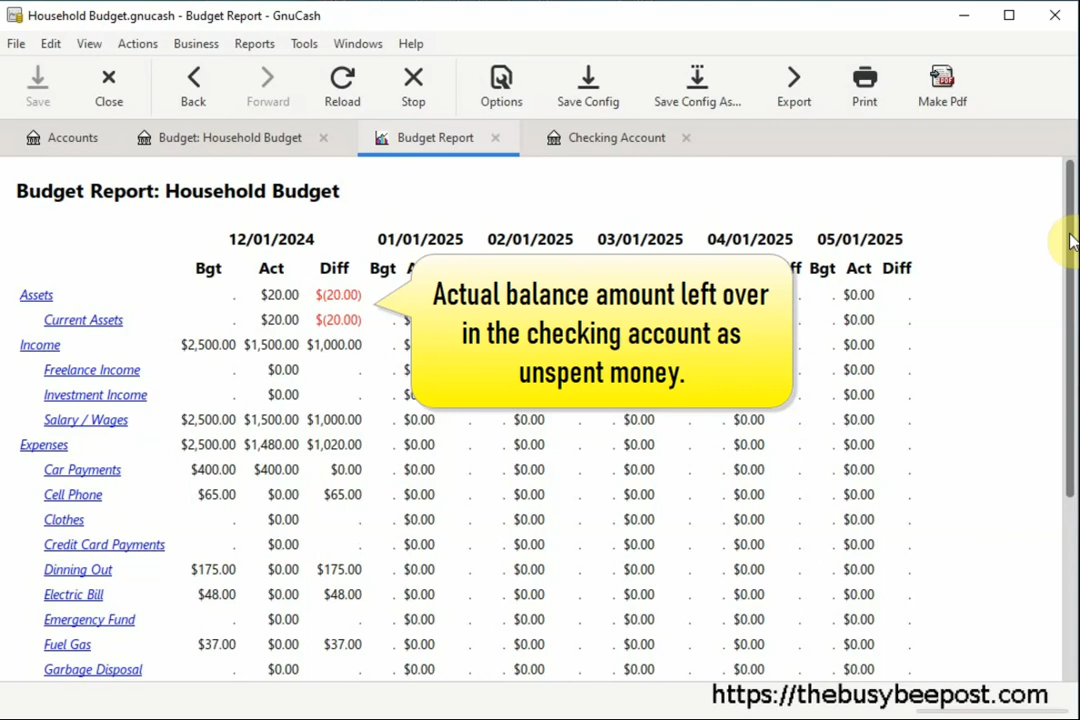 Household Budget.gnucash - Budget Report - GnuCash
File Edit View Actions Business Reports Tools Windows Help
Save Close Back Forward Reload Stop Options Save Config Save Config As... Export Print Make Pdf
Accounts Budget: Household Budget Budget Report Checking Account
Budget Report: Household Budget
12/01/2024 01/01/2025 02/01/2025 03/01/2025 04/01/2025 05/01/2025
Bgt Act Diff Bgt Bgt Act Diff
Assets . $20.00 $(20.00) $0.00 .
Current Assets . $20.00 $(20.00) $0.00 .
Income $2,500.00 $1,500.00 $1,000.00 $0.00 .
Freelance Income . $0.00 . . $0.00 .
Investment Income . $0.00 . . $0.00 .
Actual balance amount left over
in the checking account as
unspent money.
Salary / Wages $2,500.00 $1,500.00 $1,000.00 . $0.00 . . $0.00 . . $0.00 . . $0.00 . . $0.00 .
Expenses $2,500.00 $1,480.00 $1,020.00 . $0.00 . . $0.00 . . $0.00 . . $0.00 . . $0.00 .
Car Payments $400.00 $400.00 $0.00 . $0.00 . . $0.00 . . $0.00 . . $0.00 . . $0.00 .
Cell Phone $65.00 $0.00 $65.00 . $0.00 . . $0.00 . . $0.00 . . $0.00 . . $0.00 .
Clothes . $0.00 . . $0.00 . . $0.00 . . $0.00 . . $0.00 . . $0.00 .
Credit Card Payments . $0.00 . . $0.00 . . $0.00 . . $0.00 . . $0.00 . . $0.00 .
Dinning Out $175.00 $0.00 $175.00 . $0.00 . . $0.00 . . $0.00 . . $0.00 . . $0.00 .
Electric Bill $48.00 $0.00 $48.00 . $0.00 . . $0.00 . . $0.00 . . $0.00 . . $0.00 .
Emergency Fund . $0.00 . . $0.00 . . $0.00 . . $0.00 . . $0.00 . . $0.00 .
Fuel Gas $37.00 $0.00 $37.00 . $0.00 . . $0.00 . . $0.00 . . $0.00 . . $0.00 .
Garbage Disposal . $0.00 . . $0.00 . . $0.00 . . $0.00 . . $0.00 . . $0.00 .
https://thebusybeepost.com